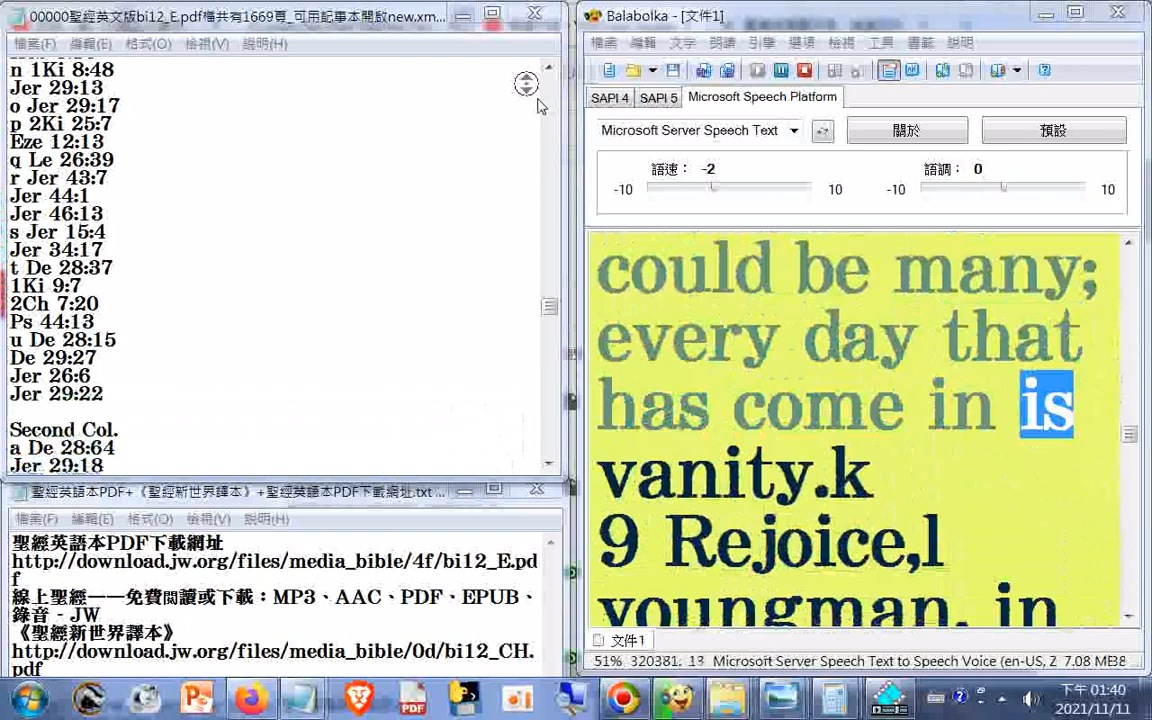 00000聖經英文版bi12_E.pdf檔共有1669頁_可用記事本開啟new.xm...
檔案(F) 編輯(E) 格式(O) 檢視(V) 說明(H)
n 1Ki 8:48
Jer 29:13
o Jer 29:17
p 2Ki 25:7
Eze 12:13
q Le 26:39
r Jer 43:7
Jer 44:1
Jer 46:13
s Jer 15:4
Jer 34:17
t De 28:37
1Ki 9:7
2Ch 7:20
Ps 44:13
u De 28:15
De 29:27
Jer 26:6
Jer 29:22
Second Col.
a De 28:64
Jer 29:18
聖經英語本PDF+《聖經新世界譯本》+聖經英語本PDF下載網址.txt ...
檔案(F) 編輯(E) 格式(O) 檢視(V) 說明(H)
聖經英語本PDF下載網址
http://download.jw.org/files/media_bible/4f/bi12_E.pd
f
線上聖經──免費閱讀或下載：MP3、AAC、PDF、EPUB、
錄音 - JW
《聖經新世界譯本》
http://download.jw.org/files/media_bible/0d/bi12_CH.
pdf
Balabolka - [文件1]
檔案 編輯 文字 朗讀 引擎 選項 檢視 工具 書籤 說明
SAPI 4 SAPI 5 Microsoft Speech Platform
Microsoft Server Speech Text 關於 預設
語速： -2 語調： 0
-10 10 -10 10
could be many;
every day that
has come in is
vanity.k
9 Rejoice,l
youngman, in
文件1
51% 320381: 13 Microsoft Server Speech Text to Speech Voice (en-US, Z 7.08 MB
下午 01:40
2021/11/11